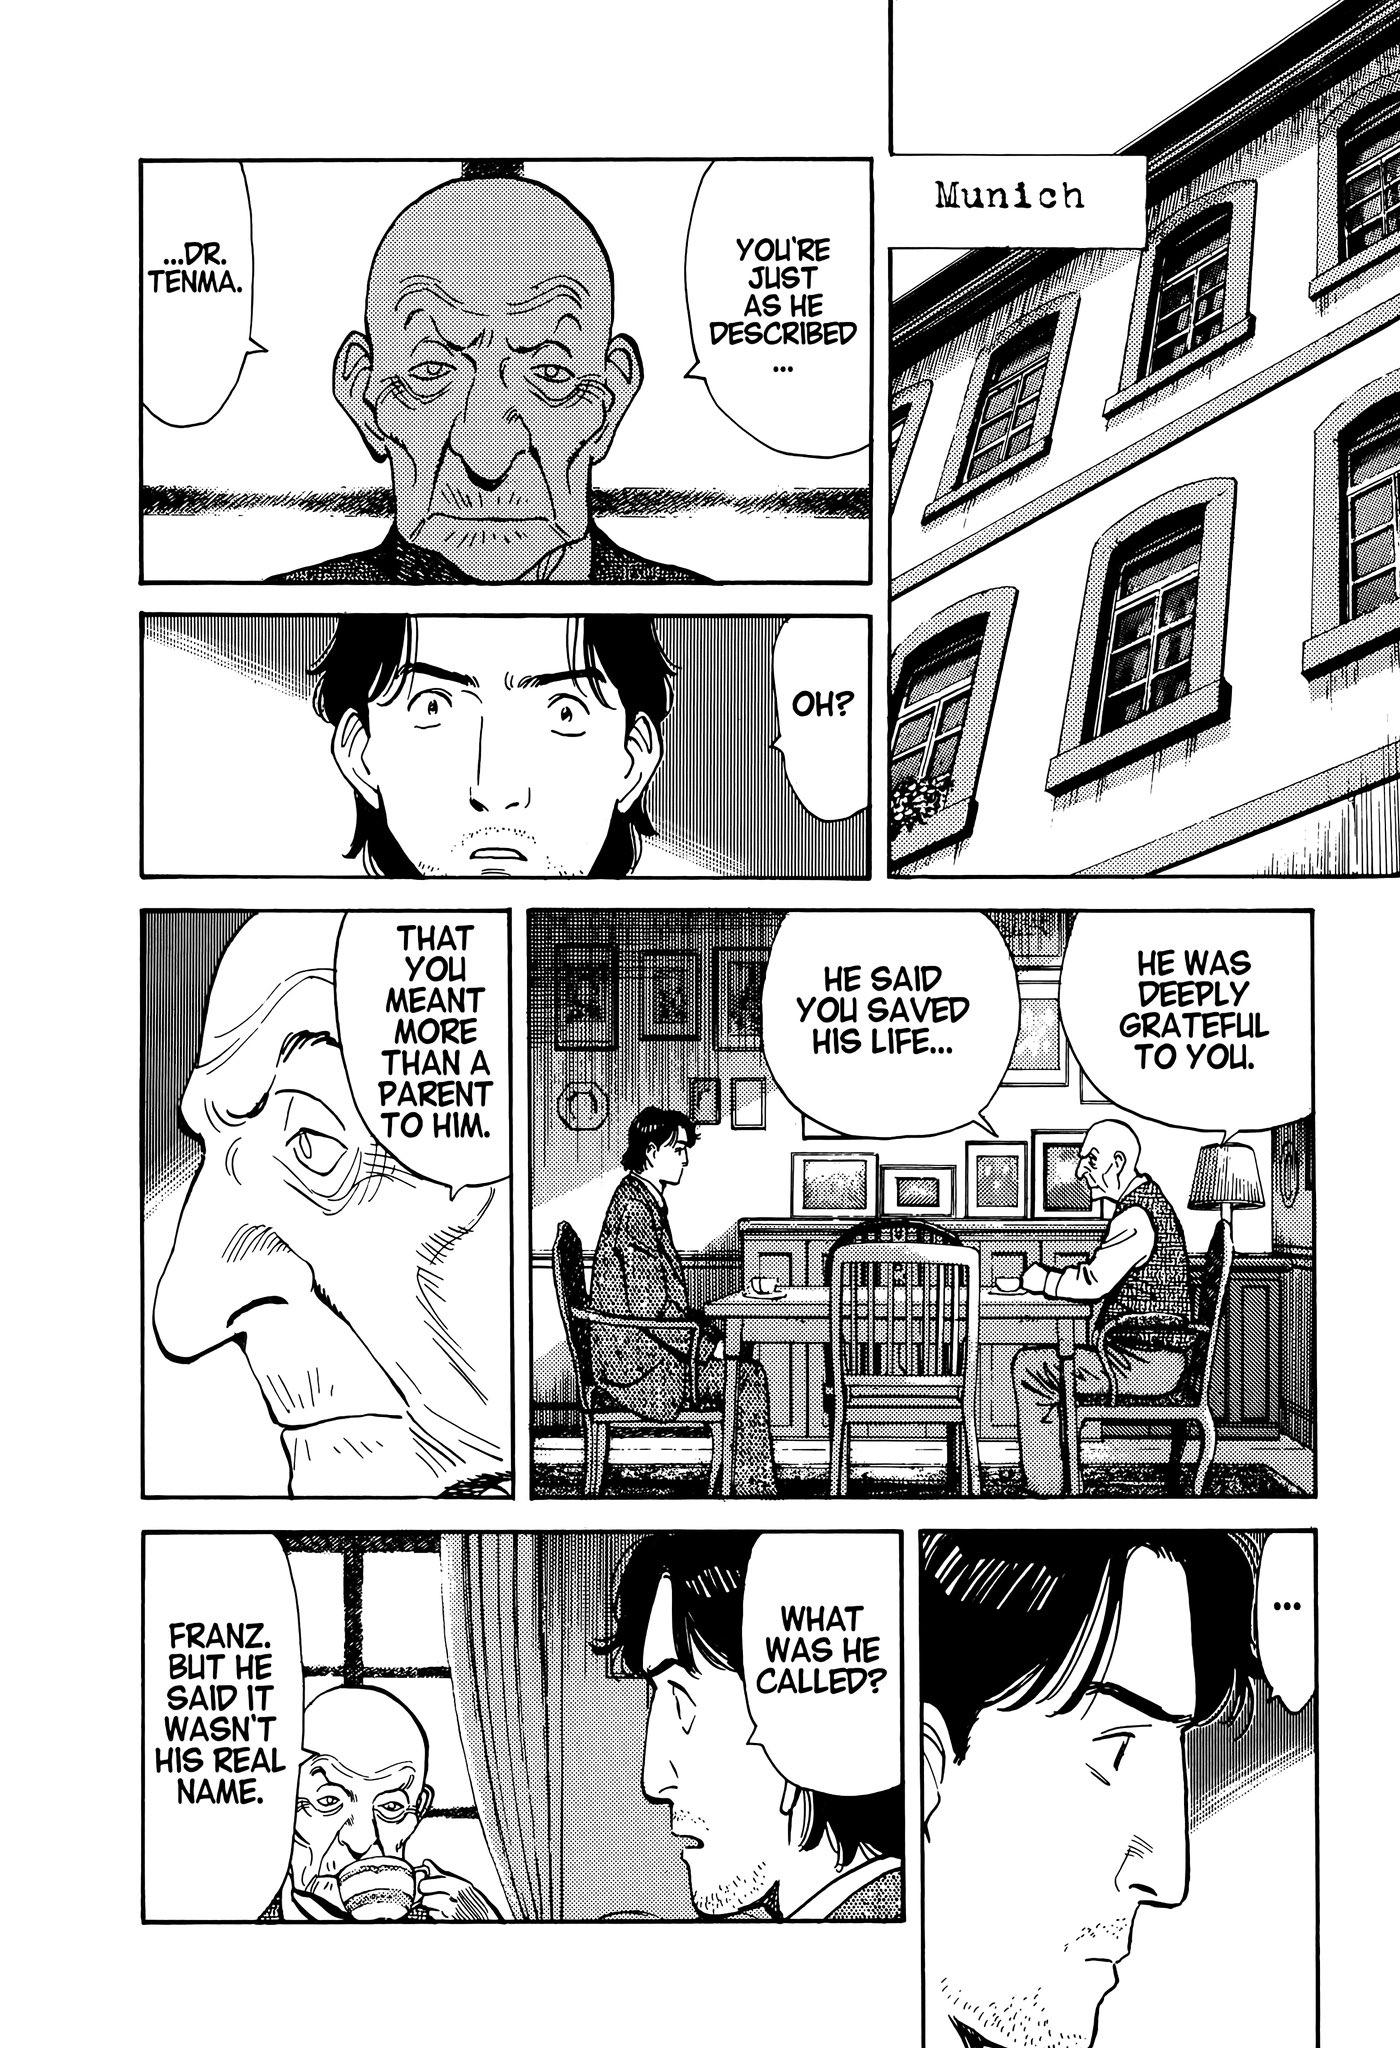 Munich
YOU'RE
JUST
AS HE
DESCRIBED
...
...DR.
TENMA.
OH?
HE WAS
DEEPLY
GRATEFUL
TO YOU.
HE SAID
YOU SAVED
HIS LIFE...
THAT
YOU
MEANT
MORE
THAN A
PARENT
TO HIM.
...
WHAT
WAS HE
CALLED?
FRANZ.
BUT HE
SAID IT
WASN'T
HIS REAL
NAME.